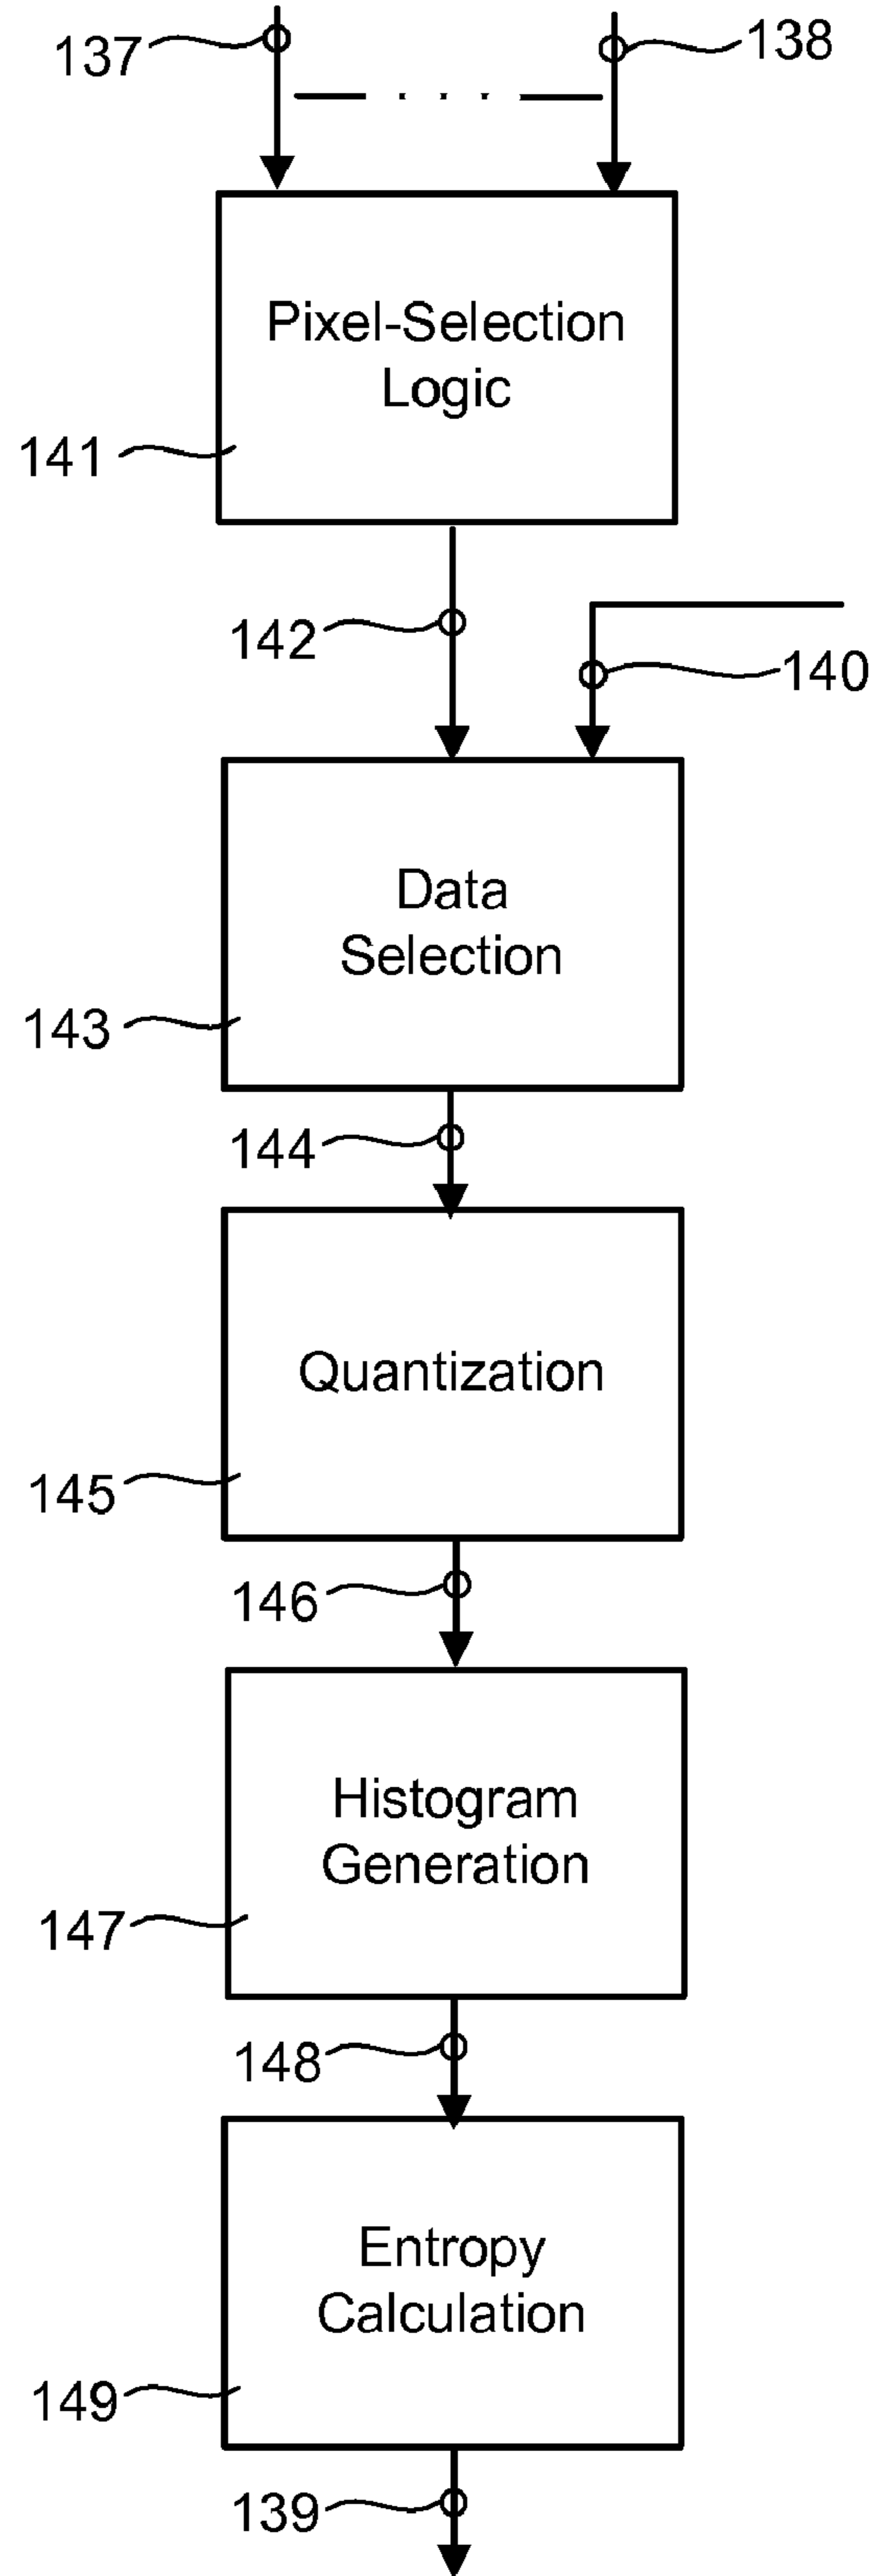 137
138
Pixel-Selection
Logic
141
142
140
Data
Selection
143
144
Quantization
145
146
Histogram
Generation
147
148
Entropy
Calculation
149
139